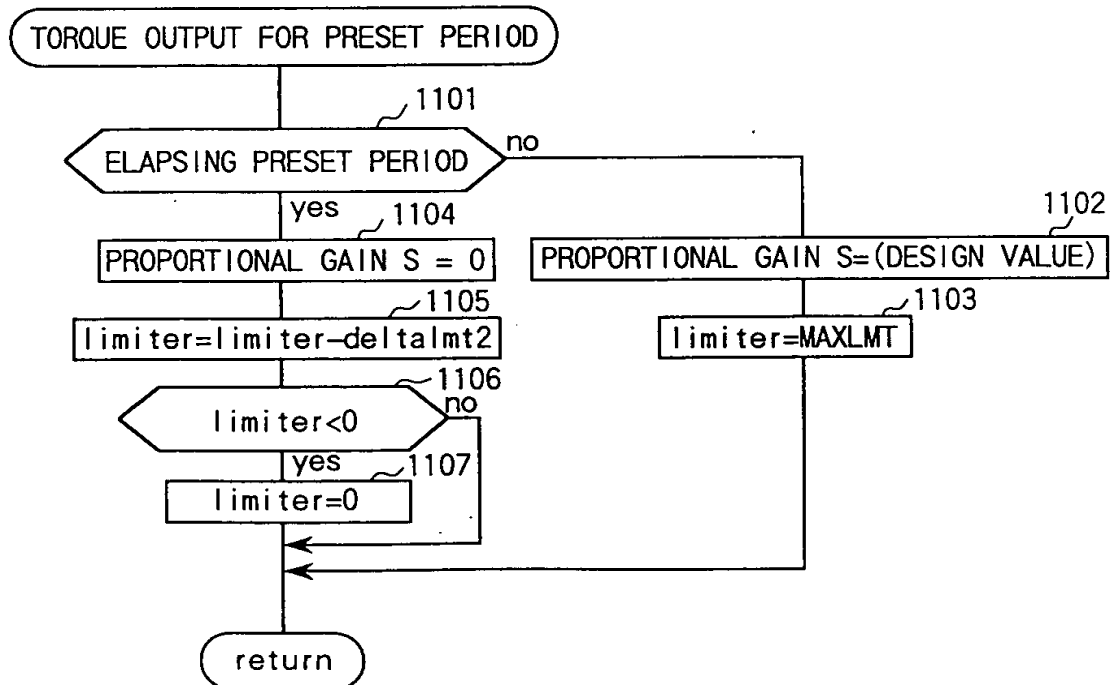 TORQUE OUTPUT FOR PRESET PERIOD
1101
ELAPSING PRESET PERIOD
no
yes
1104
PROPORTIONAL GAIN S = 0
1102
PROPORTIONAL GAIN S=(DESIGN VALUE)
1105
limiter=limiter-deltalmt2
1103
limiter=MAXLMT
1106
limiter<0
no
yes
1107
limiter=0
return